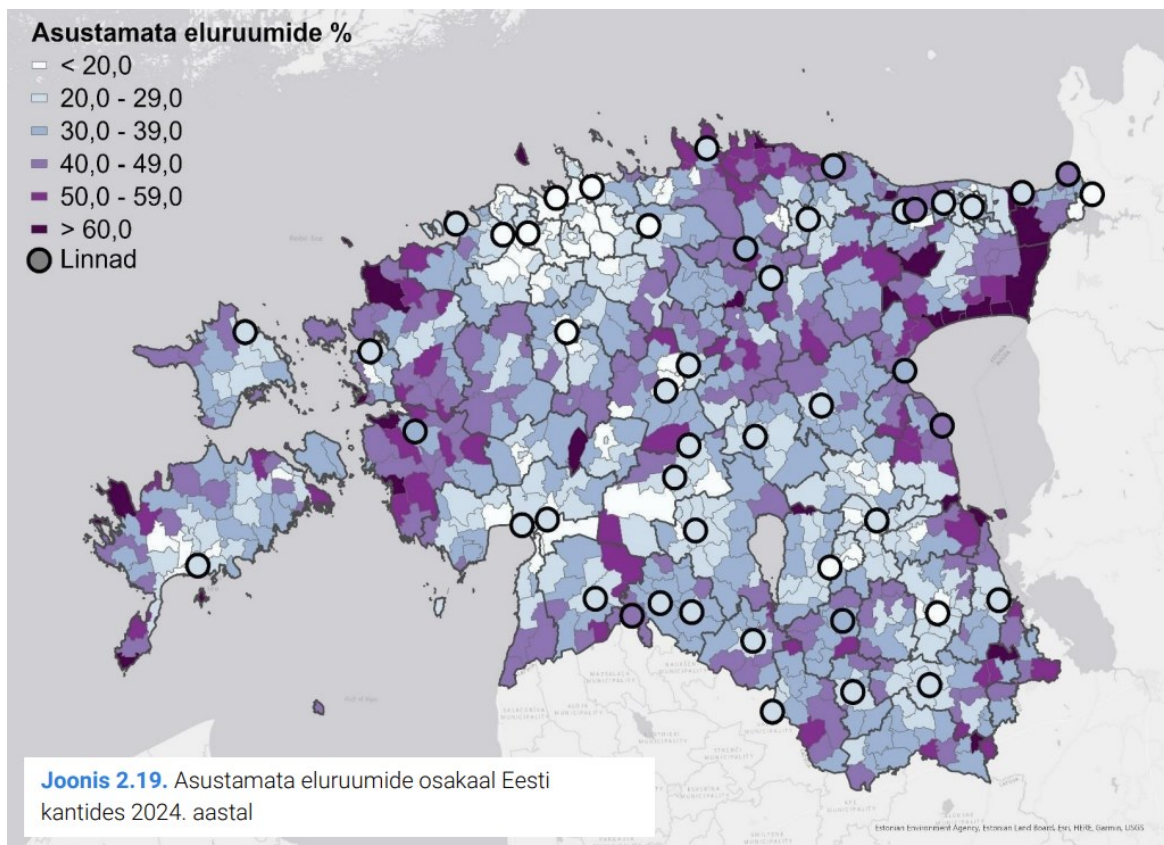 Asustamata eluruumide %
< 20,0
20,0 - 29,0
30,0 - 39,0
40,0 - 49,0
50,0 - 59,0
> 60,0
Linnad
Joonis 2.19. Asustamata eluruumide osakaal Eesti
kantides 2024. aastal
Estonian Environment Agency, Estonian Land Board, Esri, HERE, Garmin, USGS